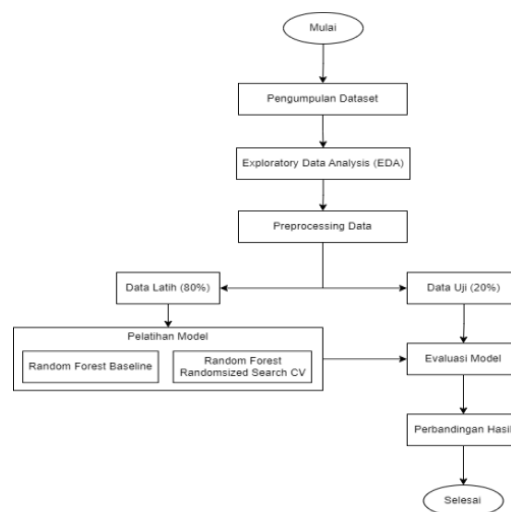 Mulai
Pengumpulan Dataset
Exploratory Data Analysis (EDA)
Preprocessing Data
Data Latih (80%)
Data Uji (20%)
Pelatihan Model
Random Forest Baseline
Random Forest
Randomsized Search CV
Evaluasi Model
Perbandingan Hasil
Selesai